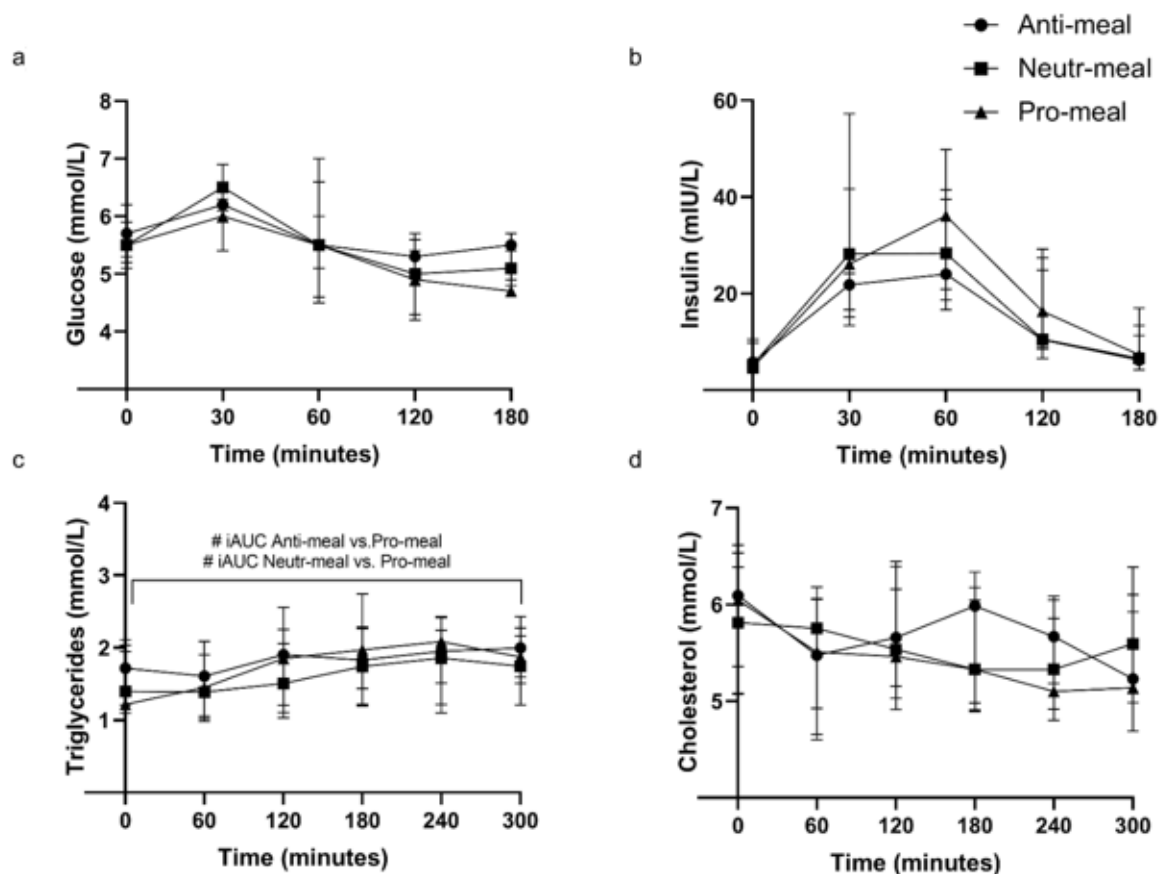 Anti-meal
Neutr-meal
Pro-meal
a
8
7
6
5
4
Glucose (mmol/L)
0 30 60 120 180
Time (minutes)
b
60
40
20
Insulin (mIU/L)
0 30 60 120 180
Time (minutes)
c
4
3
2
1
Triglycerides (mmol/L)
# iAUC Anti-meal vs.Pro-meal
# iAUC Neutr-meal vs. Pro-meal
0 60 120 180 240 300
Time (minutes)
d
7
6
5
Cholesterol (mmol/L)
0 60 120 180 240 300
Time (minutes)